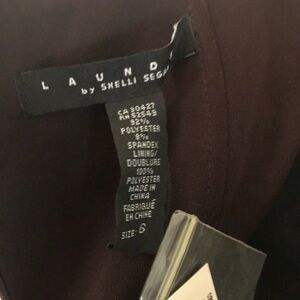 LAUND
by SHELLI SEGA
CA 30427
RN 52549
92%
POLYESTER
8%
SPANDEX
LINING/
DOUBLURE
100%
POLYESTER
MADE IN
CHINA
FABRIQUÉ
EN CHINE
SIZE: 6